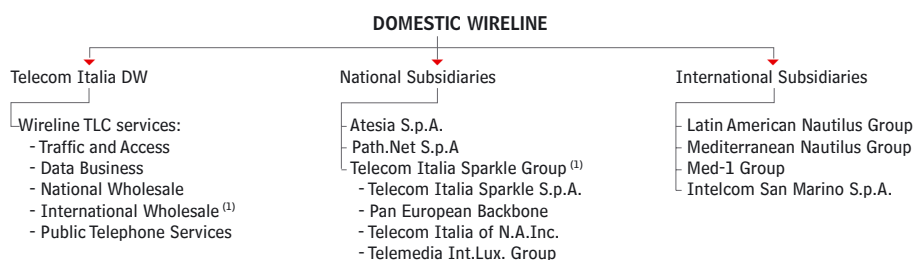 DOMESTIC WIRELINE
Telecom Italia DW
Wireline TLC services:
- Traffic and Access
- Data Business
- National Wholesale
- International Wholesale (1)
- Public Telephone Services
National Subsidiaries
Atesia S.p.A.
Path.Net S.p.A
Telecom Italia Sparkle Group (1)
- Telecom Italia Sparkle S.p.A.
- Pan European Backbone
- Telecom Italia of N.A.Inc.
- Telemedia Int.Lux. Group
International Subsidiaries
Latin American Nautilus Group
Mediterranean Nautilus Group
Med-1 Group
Intelcom San Marino S.p.A.